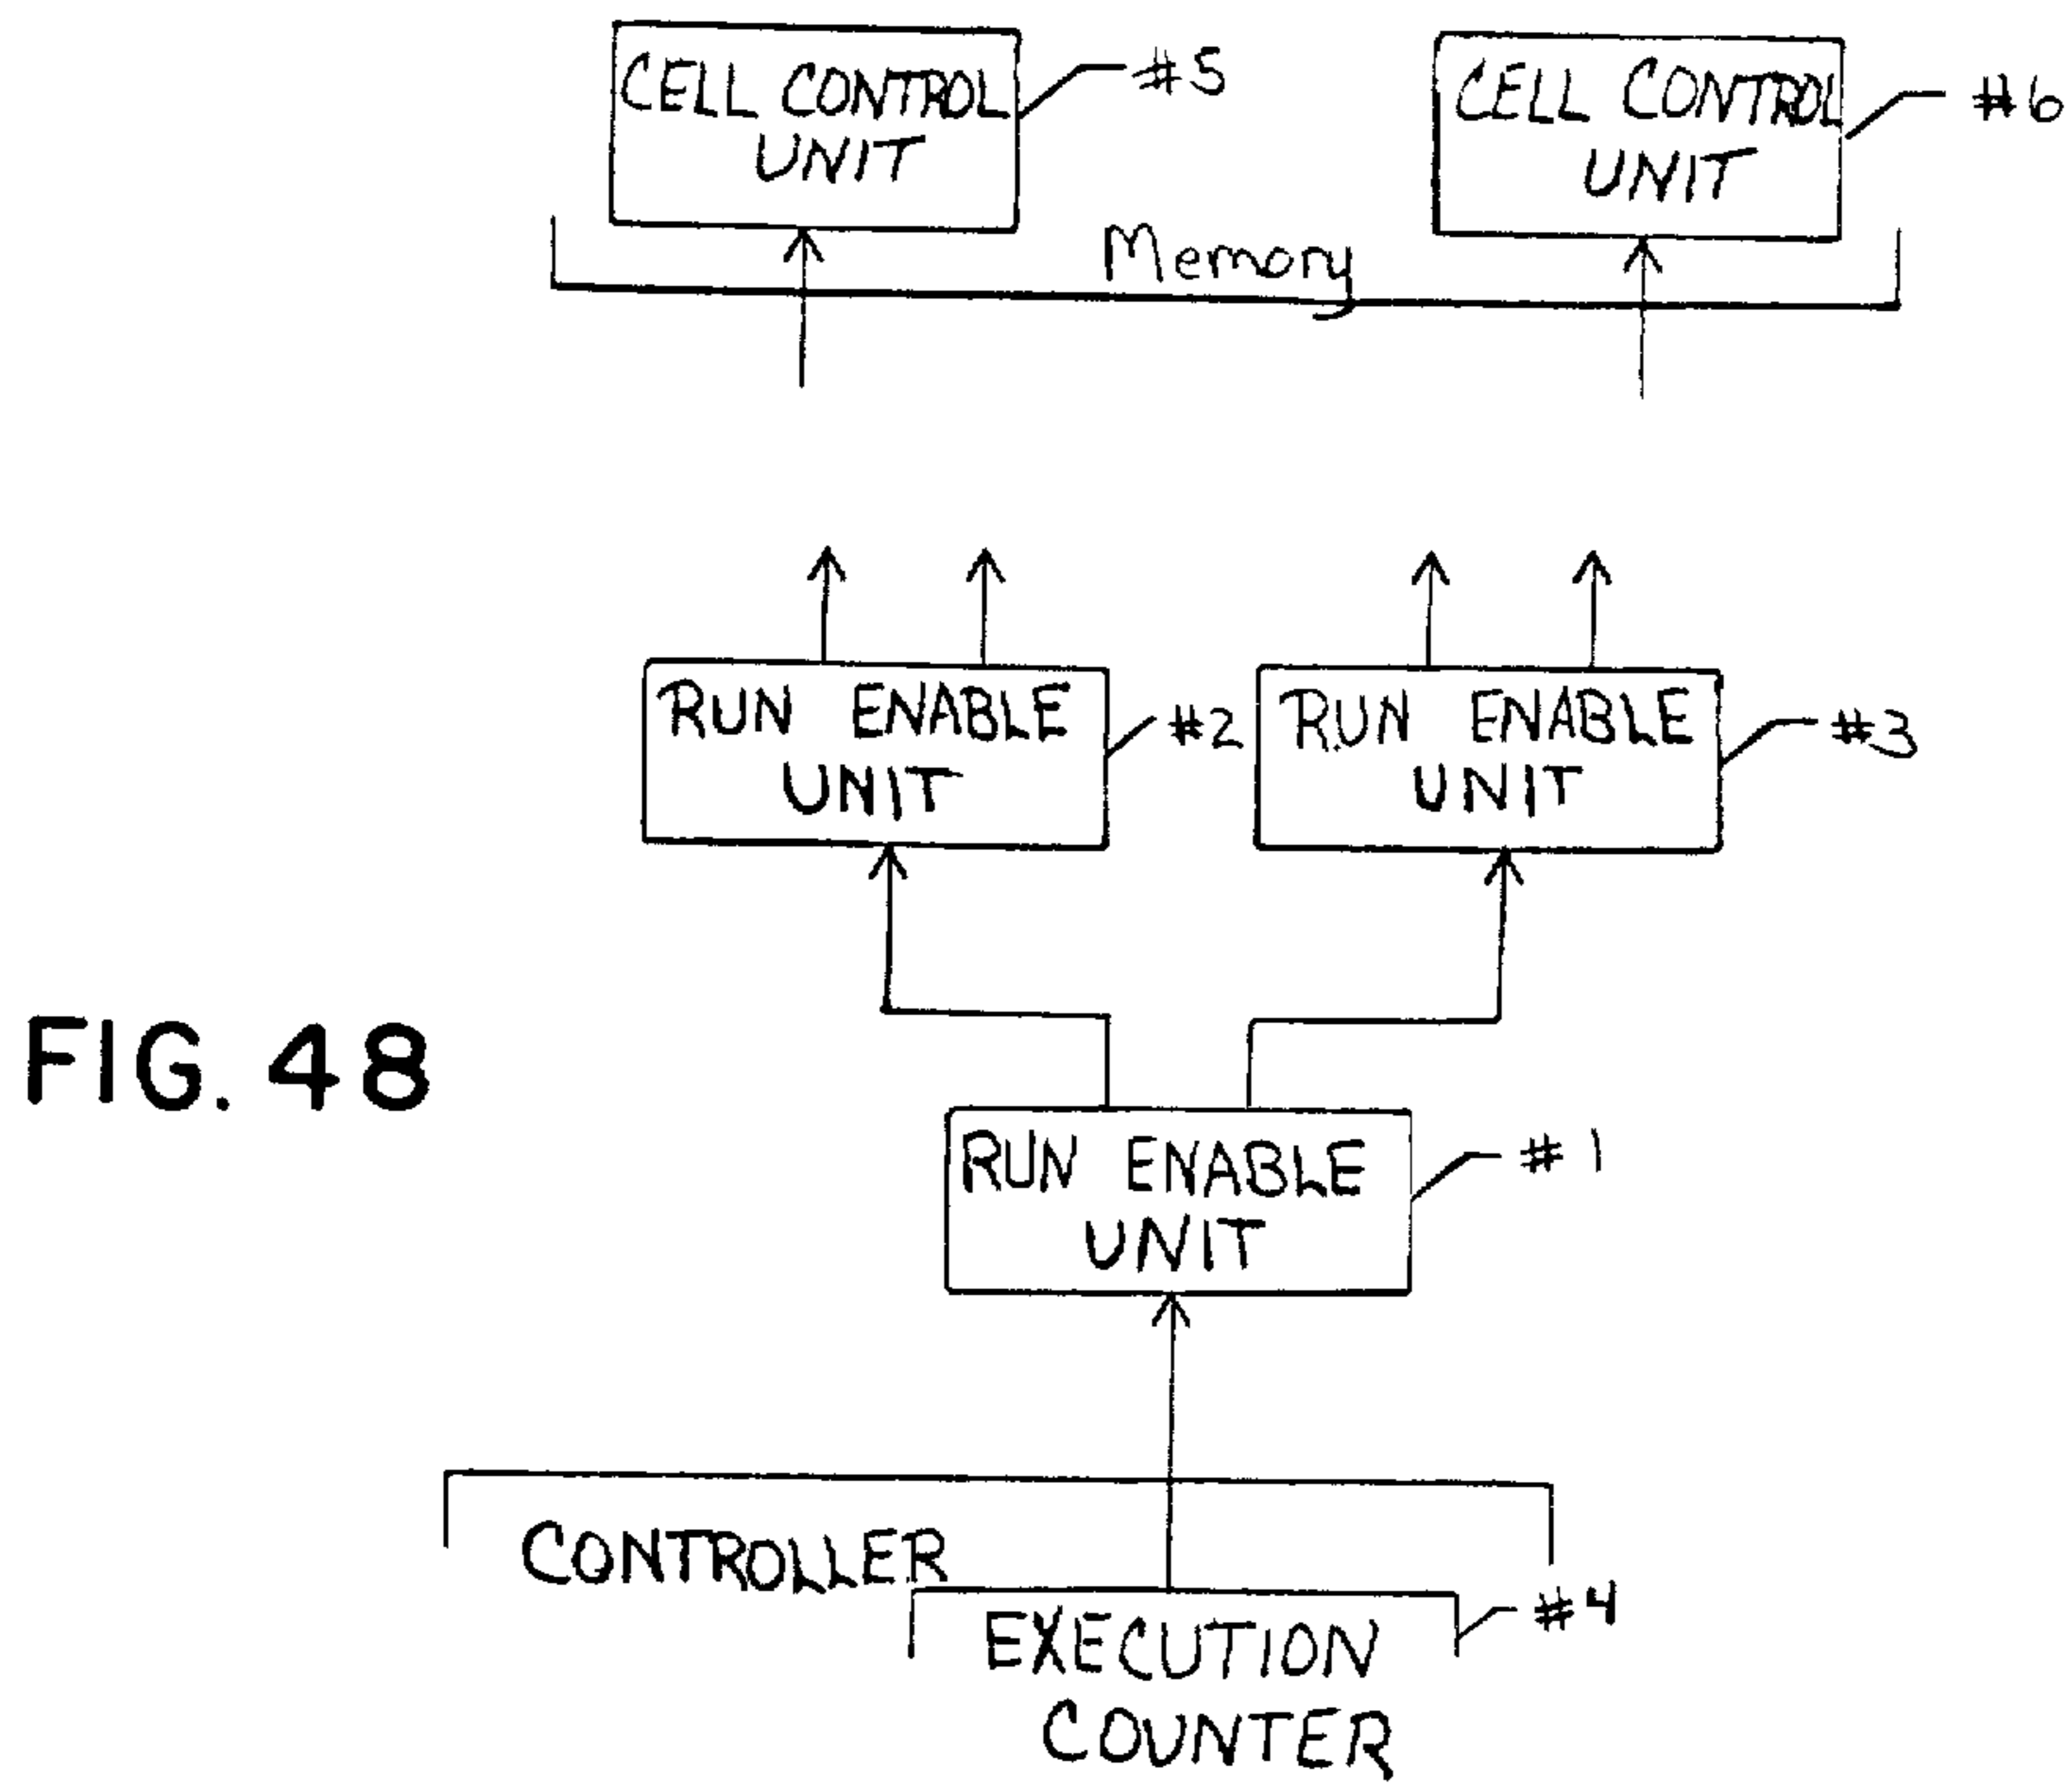 CELL CONTROL
UNIT
#5
CELL CONTROL
UNIT
#6
Memory
RUN ENABLE
UNIT
#2
RUN ENABLE
UNIT
#3
FIG. 48
RUN ENABLE
UNIT
#1
CONTROLLER
#4
EXECUTION
COUNTER